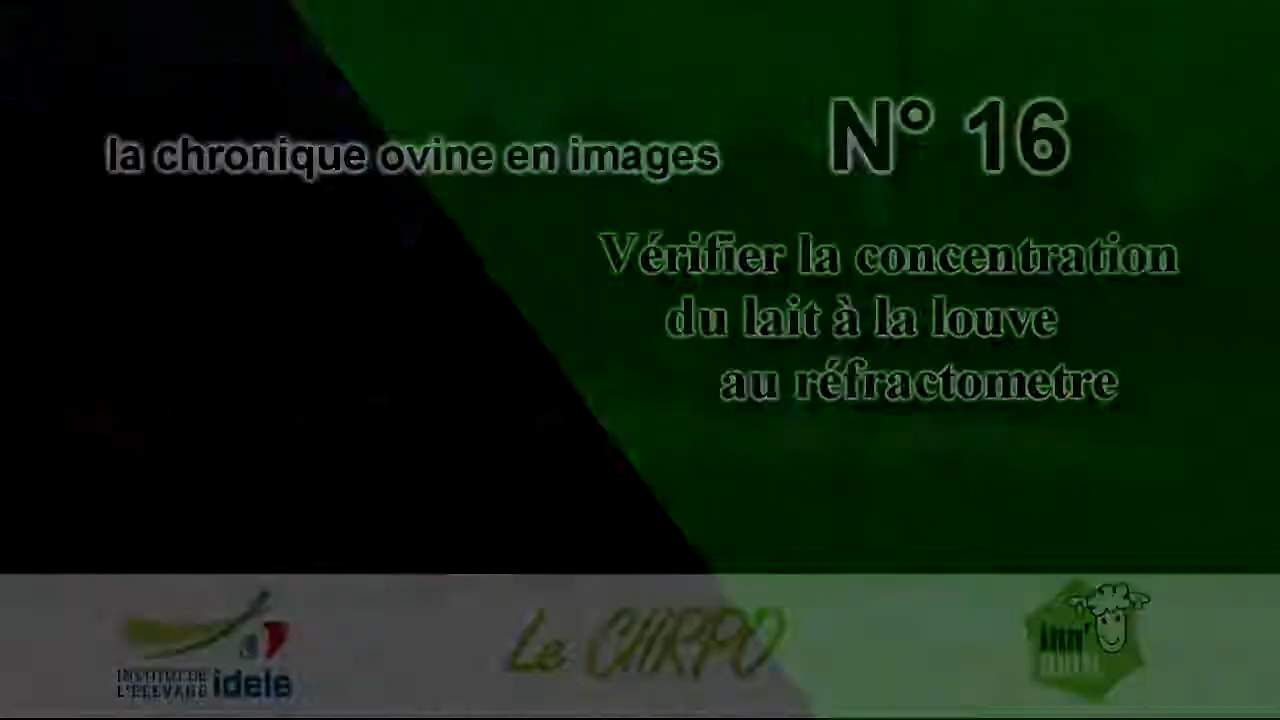 la chronique ovine en images
N° 16
Vérifier la concentration
du lait à la louve
au réfractometre
INSTITUT DE
L'ELEVAGE idele
Le CIIRPO